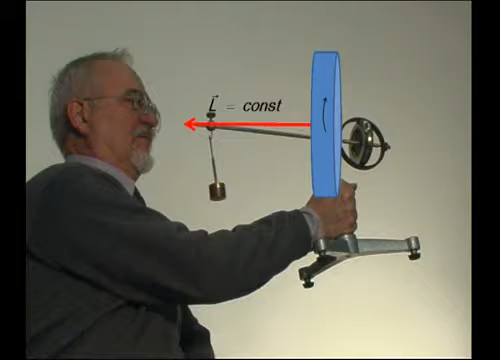 L⃗ = const